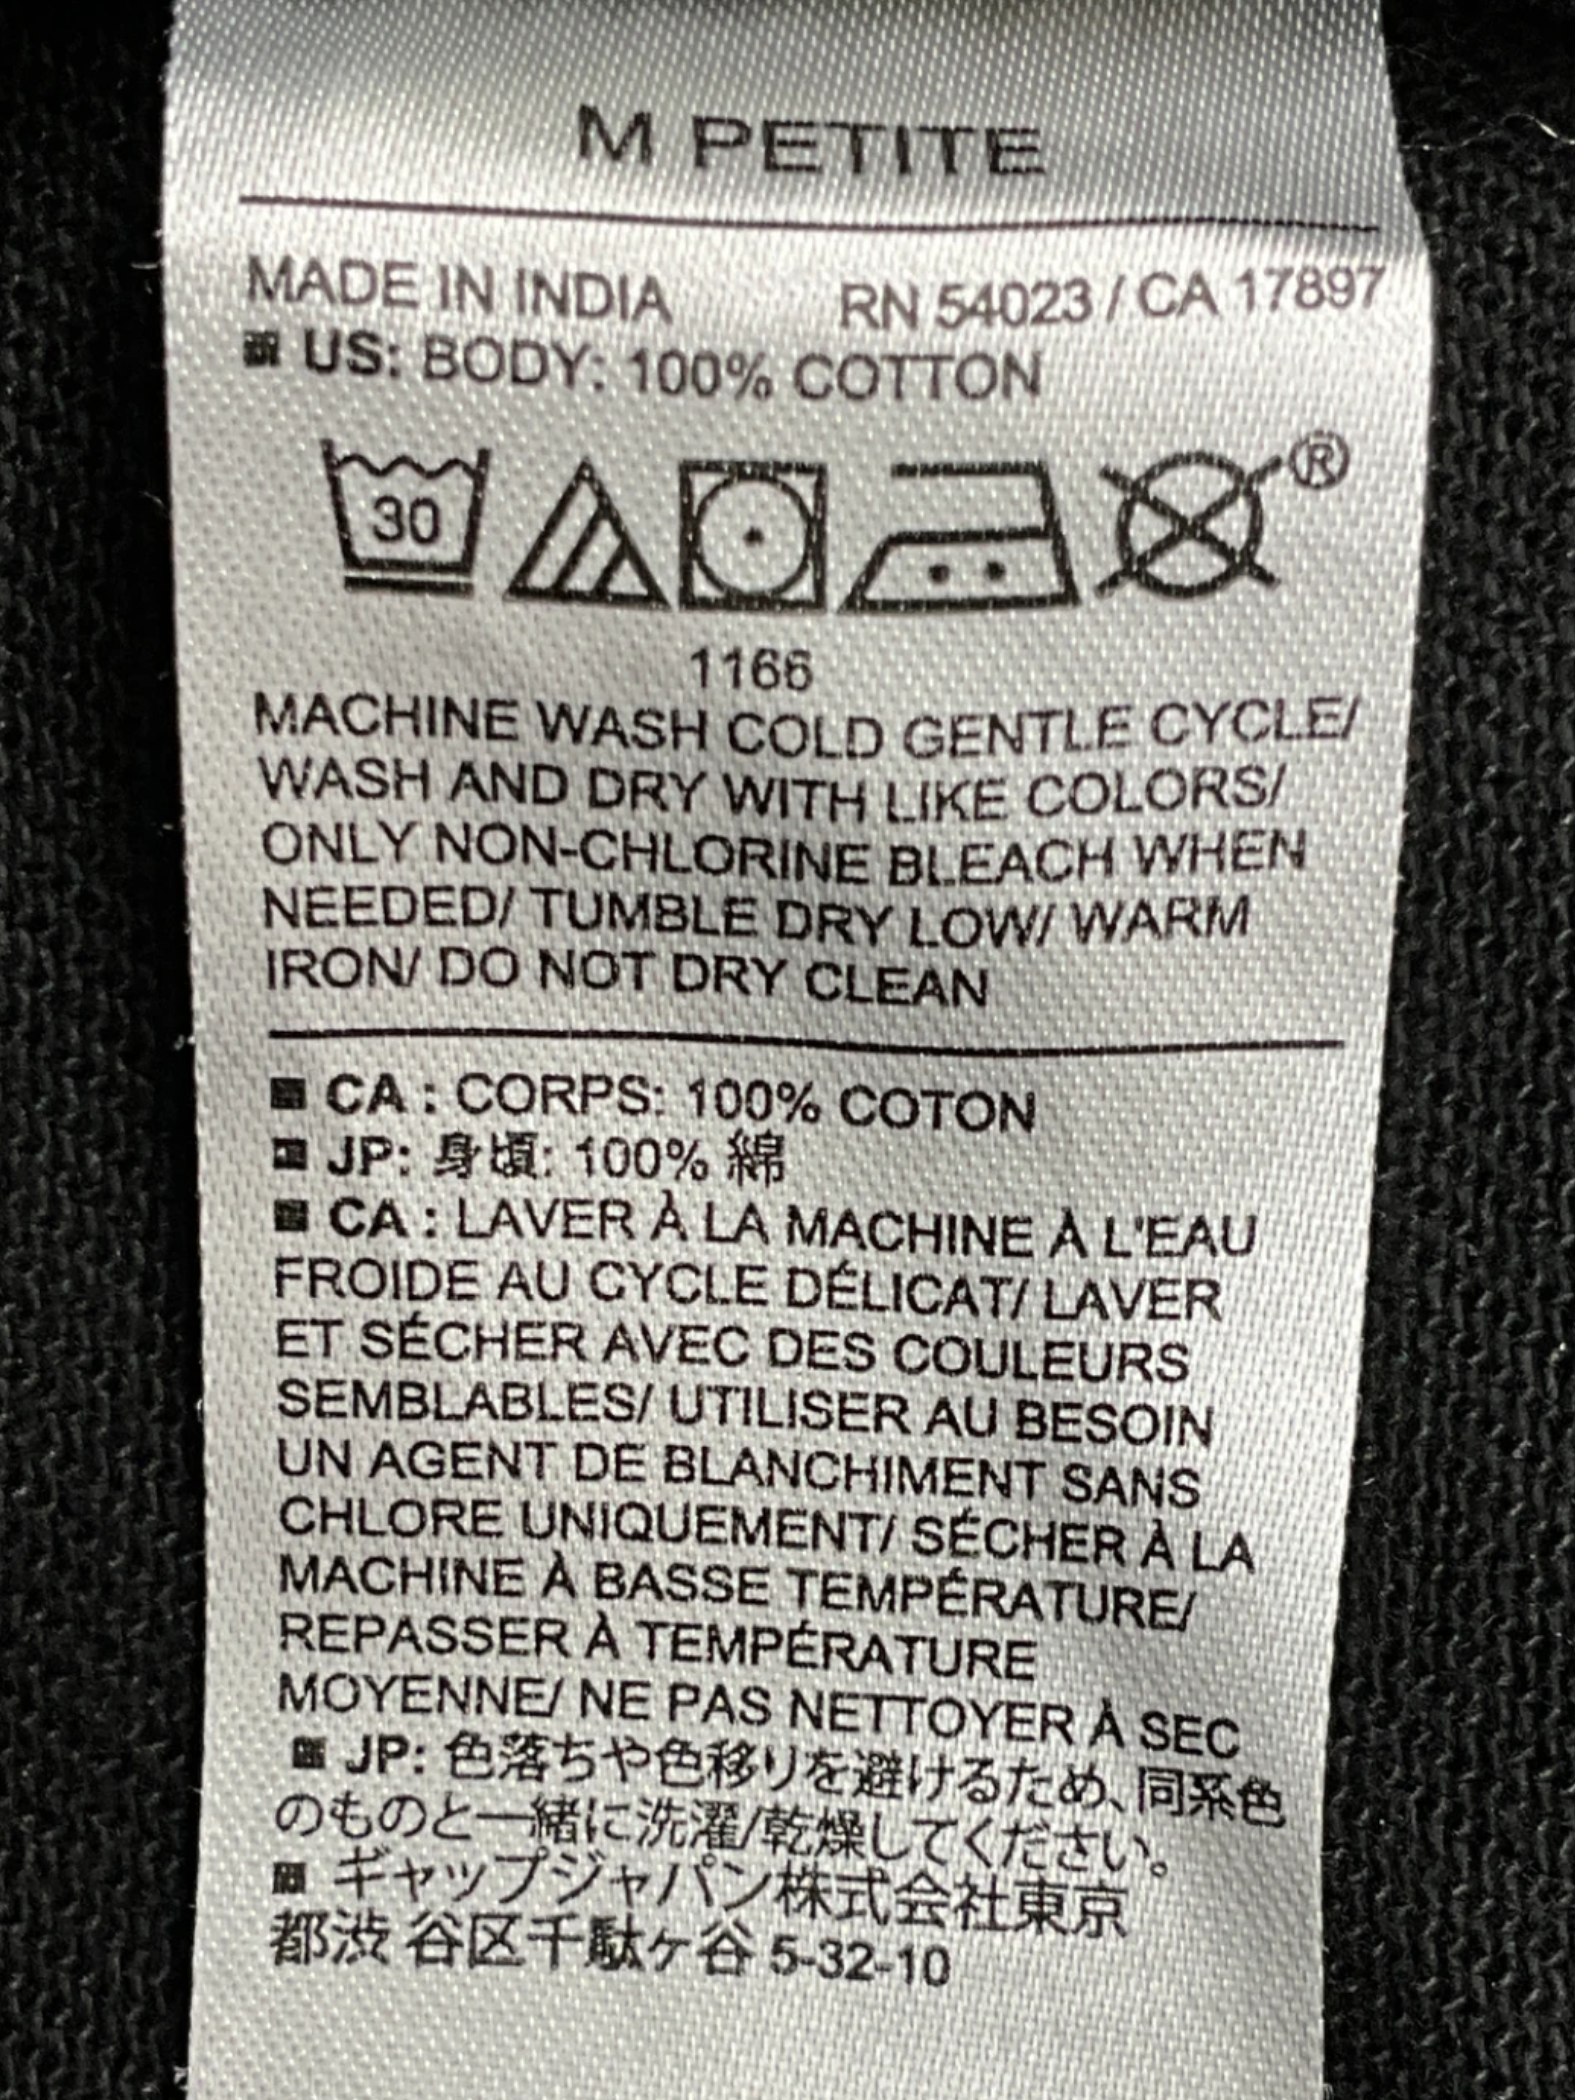 M PETITE
MADE IN INDIA RN 54023 / CA 17897
■ US: BODY: 100% COTTON
30
®
1166
MACHINE WASH COLD GENTLE CYCLE/
WASH AND DRY WITH LIKE COLORS/
ONLY NON-CHLORINE BLEACH WHEN
NEEDED/ TUMBLE DRY LOW/ WARM
IRON/ DO NOT DRY CLEAN
■ CA : CORPS: 100% COTON
■ JP: 身頃: 100% 綿
■ CA : LAVER À LA MACHINE À L'EAU
FROIDE AU CYCLE DÉLICAT/ LAVER
ET SÉCHER AVEC DES COULEURS
SEMBLABLES/ UTILISER AU BESOIN
UN AGENT DE BLANCHIMENT SANS
CHLORE UNIQUEMENT/ SÉCHER À LA
MACHINE À BASSE TEMPÉRATURE/
REPASSER À TEMPÉRATURE
MOYENNE/ NE PAS NETTOYER À SEC
■ JP: 色落ちや色移りを避けるため、同系色
のものと一緒に洗濯/乾燥してください。
■ ギャップジャパン株式会社東京
都渋 谷区千駄ヶ谷 5-32-10